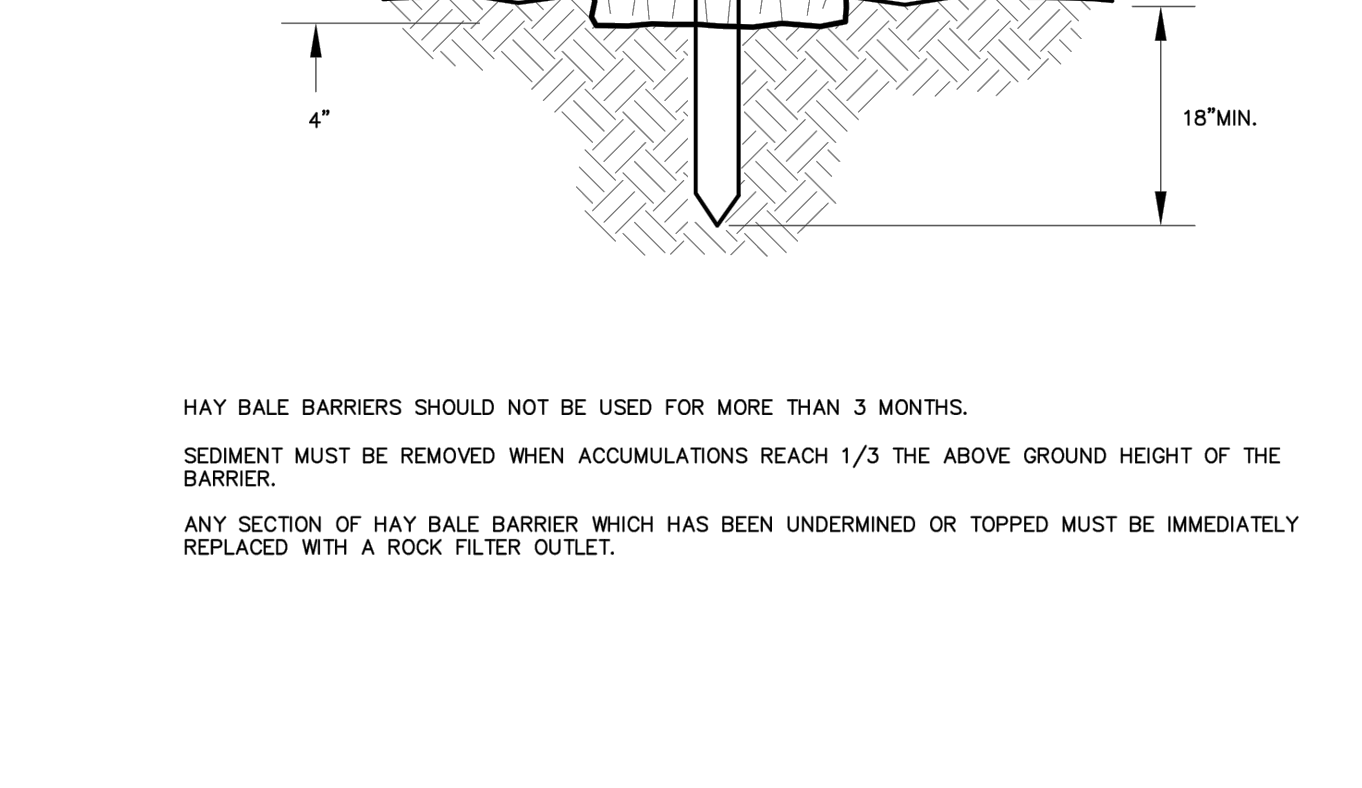 4”
18”MIN.
HAY BALE BARRIERS SHOULD NOT BE USED FOR MORE THAN 3 MONTHS.
SEDIMENT MUST BE REMOVED WHEN ACCUMULATIONS REACH 1/3 THE ABOVE GROUND HEIGHT OF THE
BARRIER.
ANY SECTION OF HAY BALE BARRIER WHICH HAS BEEN UNDERMINED OR TOPPED MUST BE IMMEDIATELY
REPLACED WITH A ROCK FILTER OUTLET.